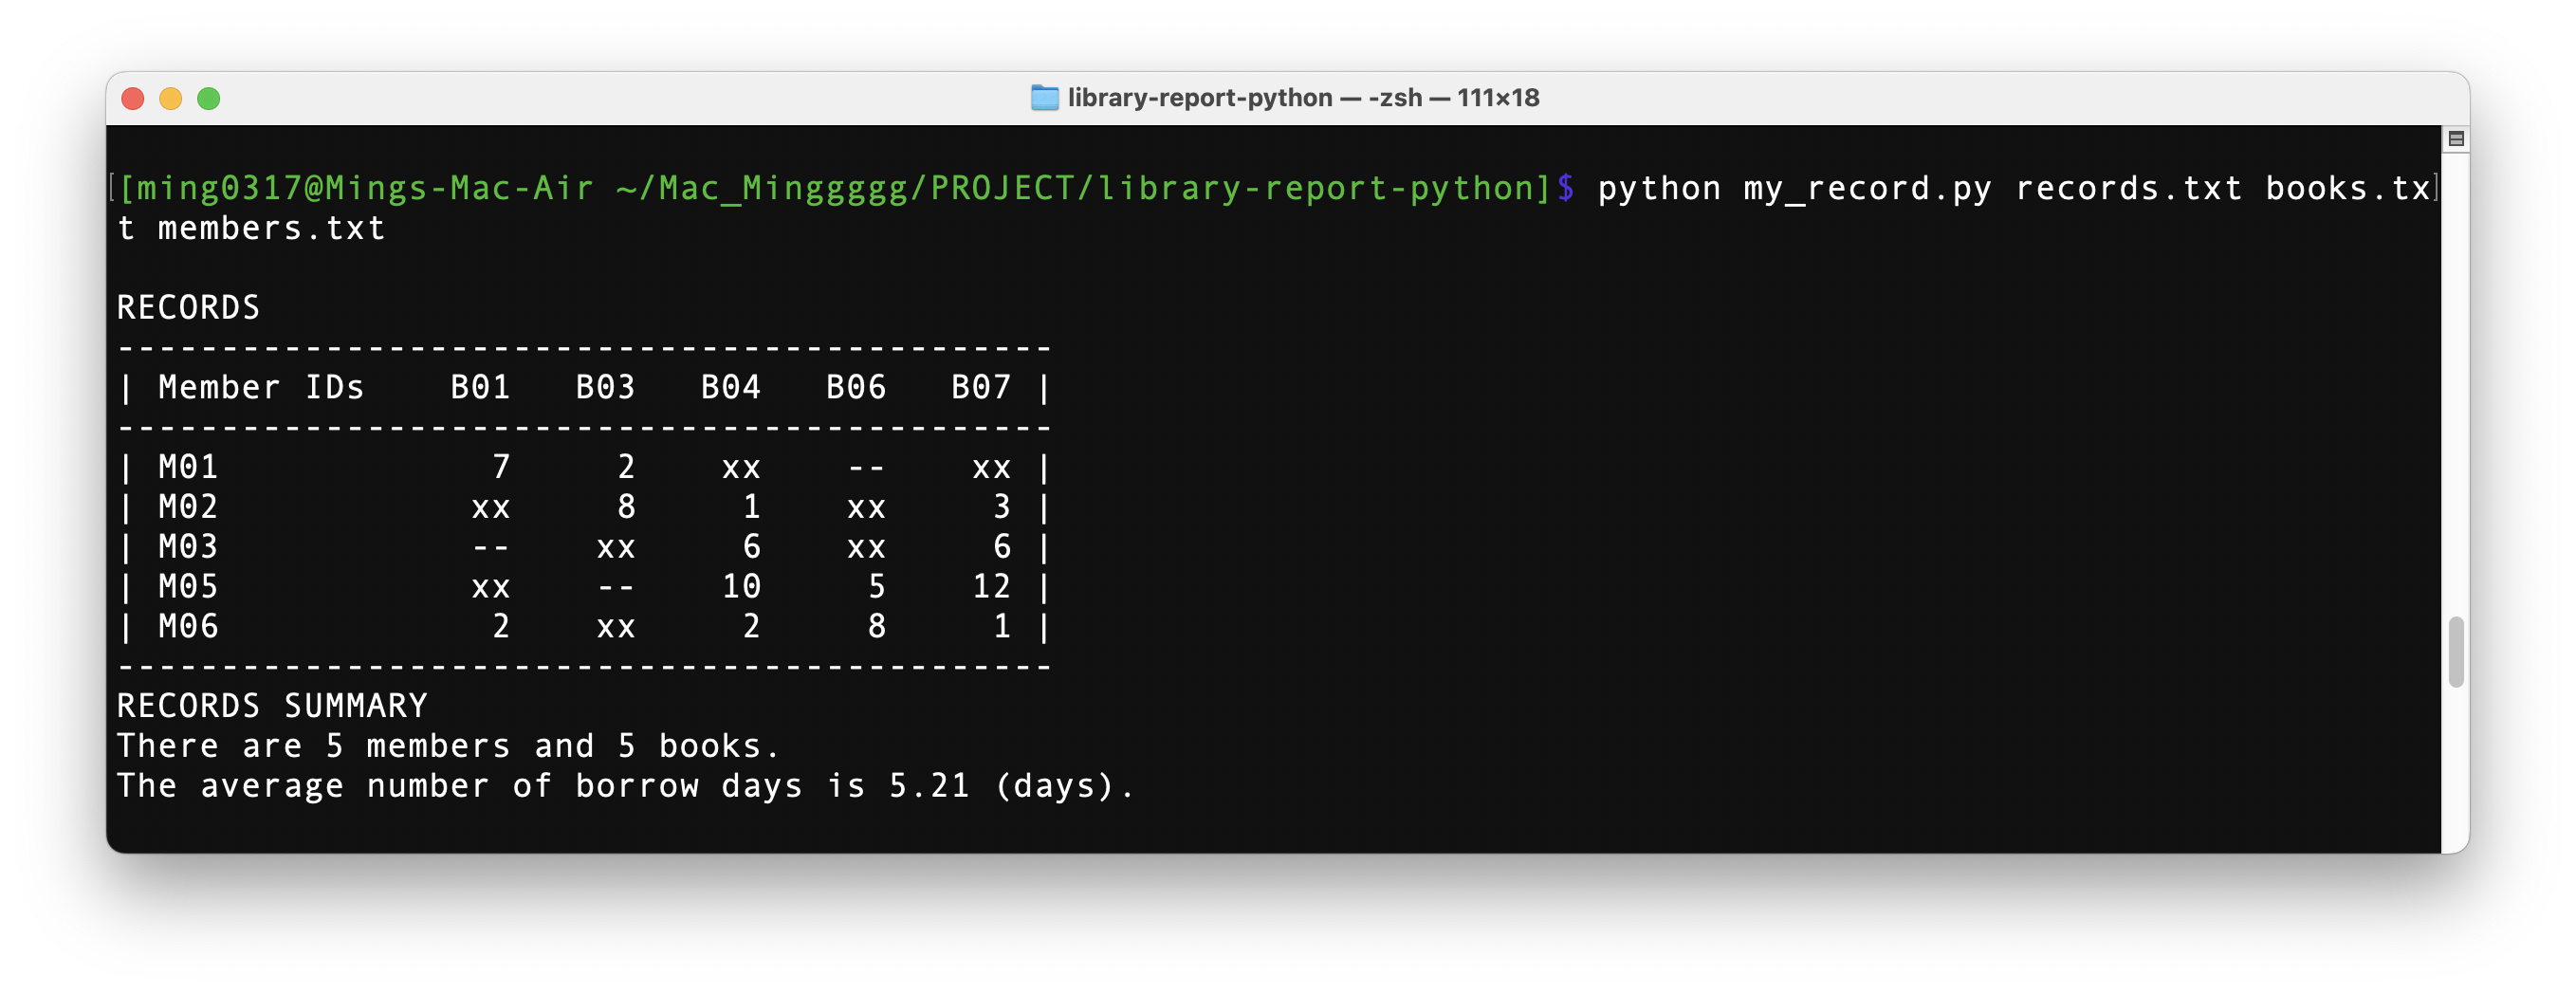 library-report-python — -zsh — 111×18
[ming0317@Mings-Mac-Air ~/Mac_Minggggg/PROJECT/library-report-python]$ python my_record.py records.txt books.tx
t members.txt
RECORDS
---------------------------------------------
| Member IDs    B01   B03   B04   B06   B07 |
---------------------------------------------
| M01             7     2    xx    --    xx |
| M02            xx     8     1    xx     3 |
| M03            --    xx     6    xx     6 |
| M05            xx    --    10     5    12 |
| M06             2    xx     2     8     1 |
---------------------------------------------
RECORDS SUMMARY
There are 5 members and 5 books.
The average number of borrow days is 5.21 (days).